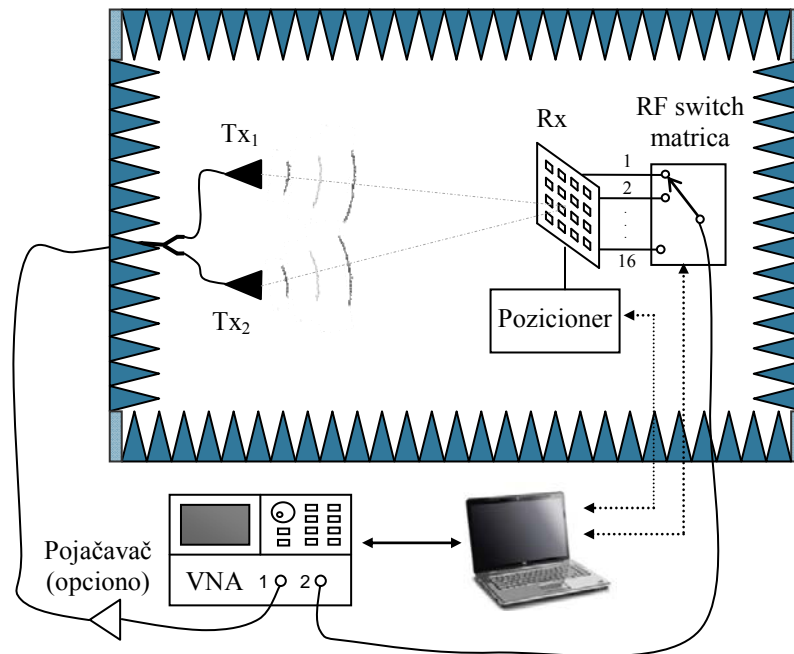 Tx1
Rx
RF switch
matrica
1
2
16
Tx2
Pozicioner
Pojačavač
(opciono)
VNA 1 2